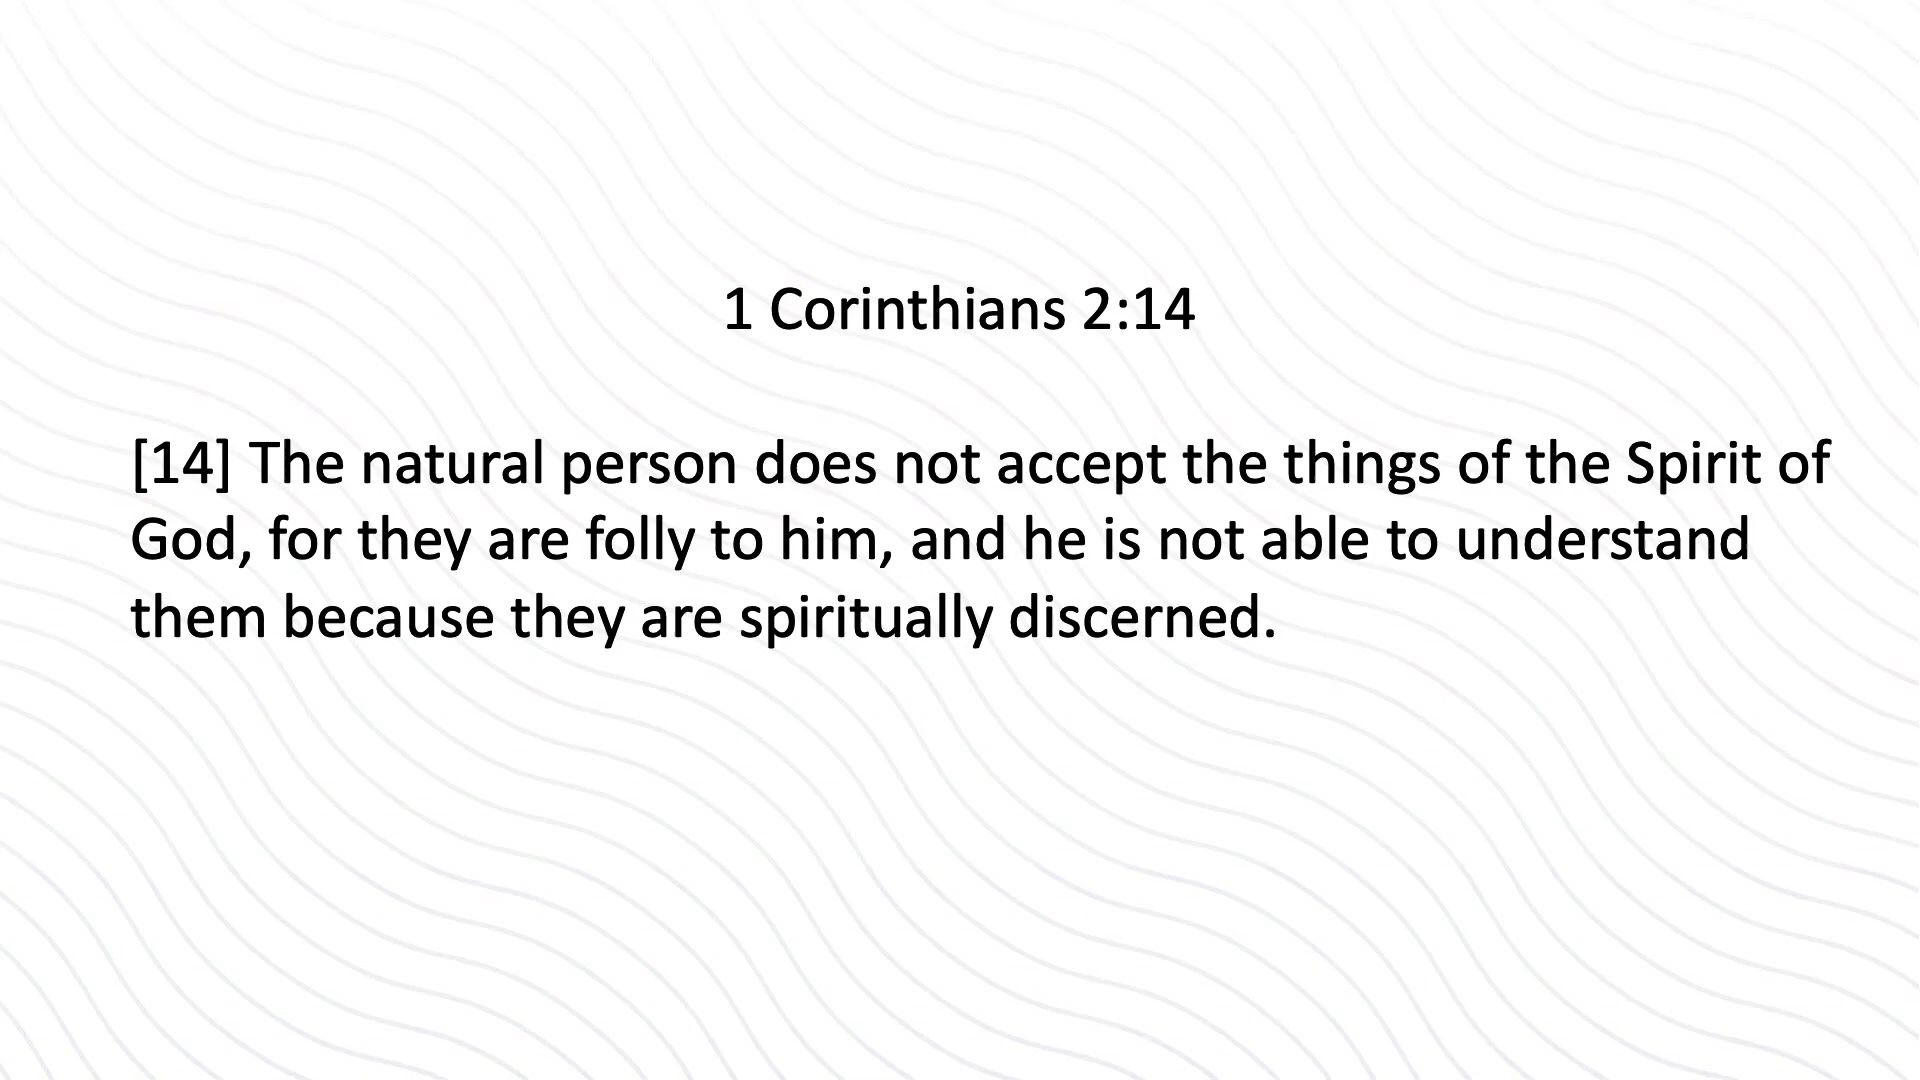 1 Corinthians 2:14
[14] The natural person does not accept the things of the Spirit of
God, for they are folly to him, and he is not able to understand
them because they are spiritually discerned.